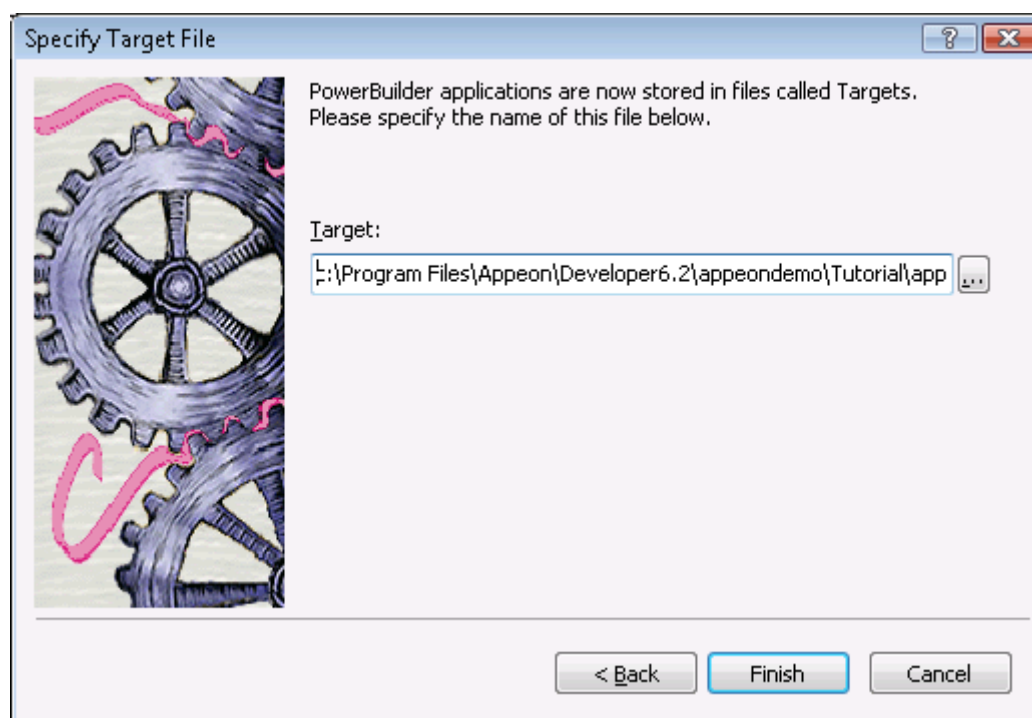 Specify Target File
PowerBuilder applications are now stored in files called Targets.
Please specify the name of this file below.
Target:
:\Program Files\Appeon\Developer6.2\appeondemo\Tutorial\app
...
< Back
Finish
Cancel